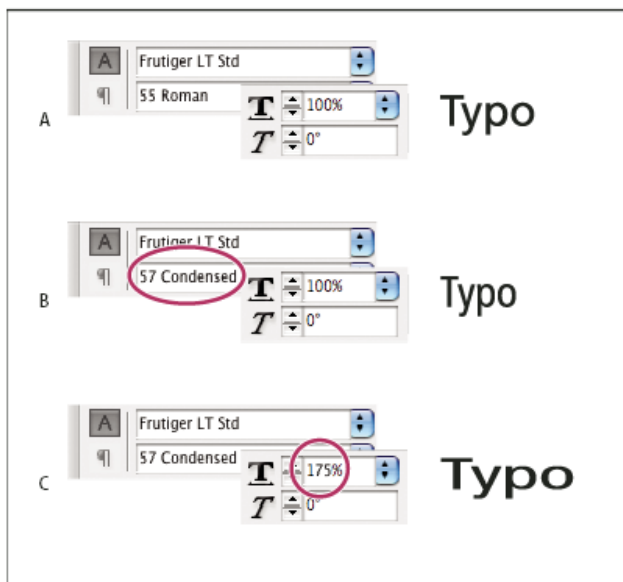 A
Frutiger LT Std
¶
55 Roman
T
100%
T
0°
A
Typo
A
Frutiger LT Std
¶
57 Condensed
T
100%
T
0°
B
Typo
A
Frutiger LT Std
¶
57 Condensed
T
175%
T
0°
C
Typo